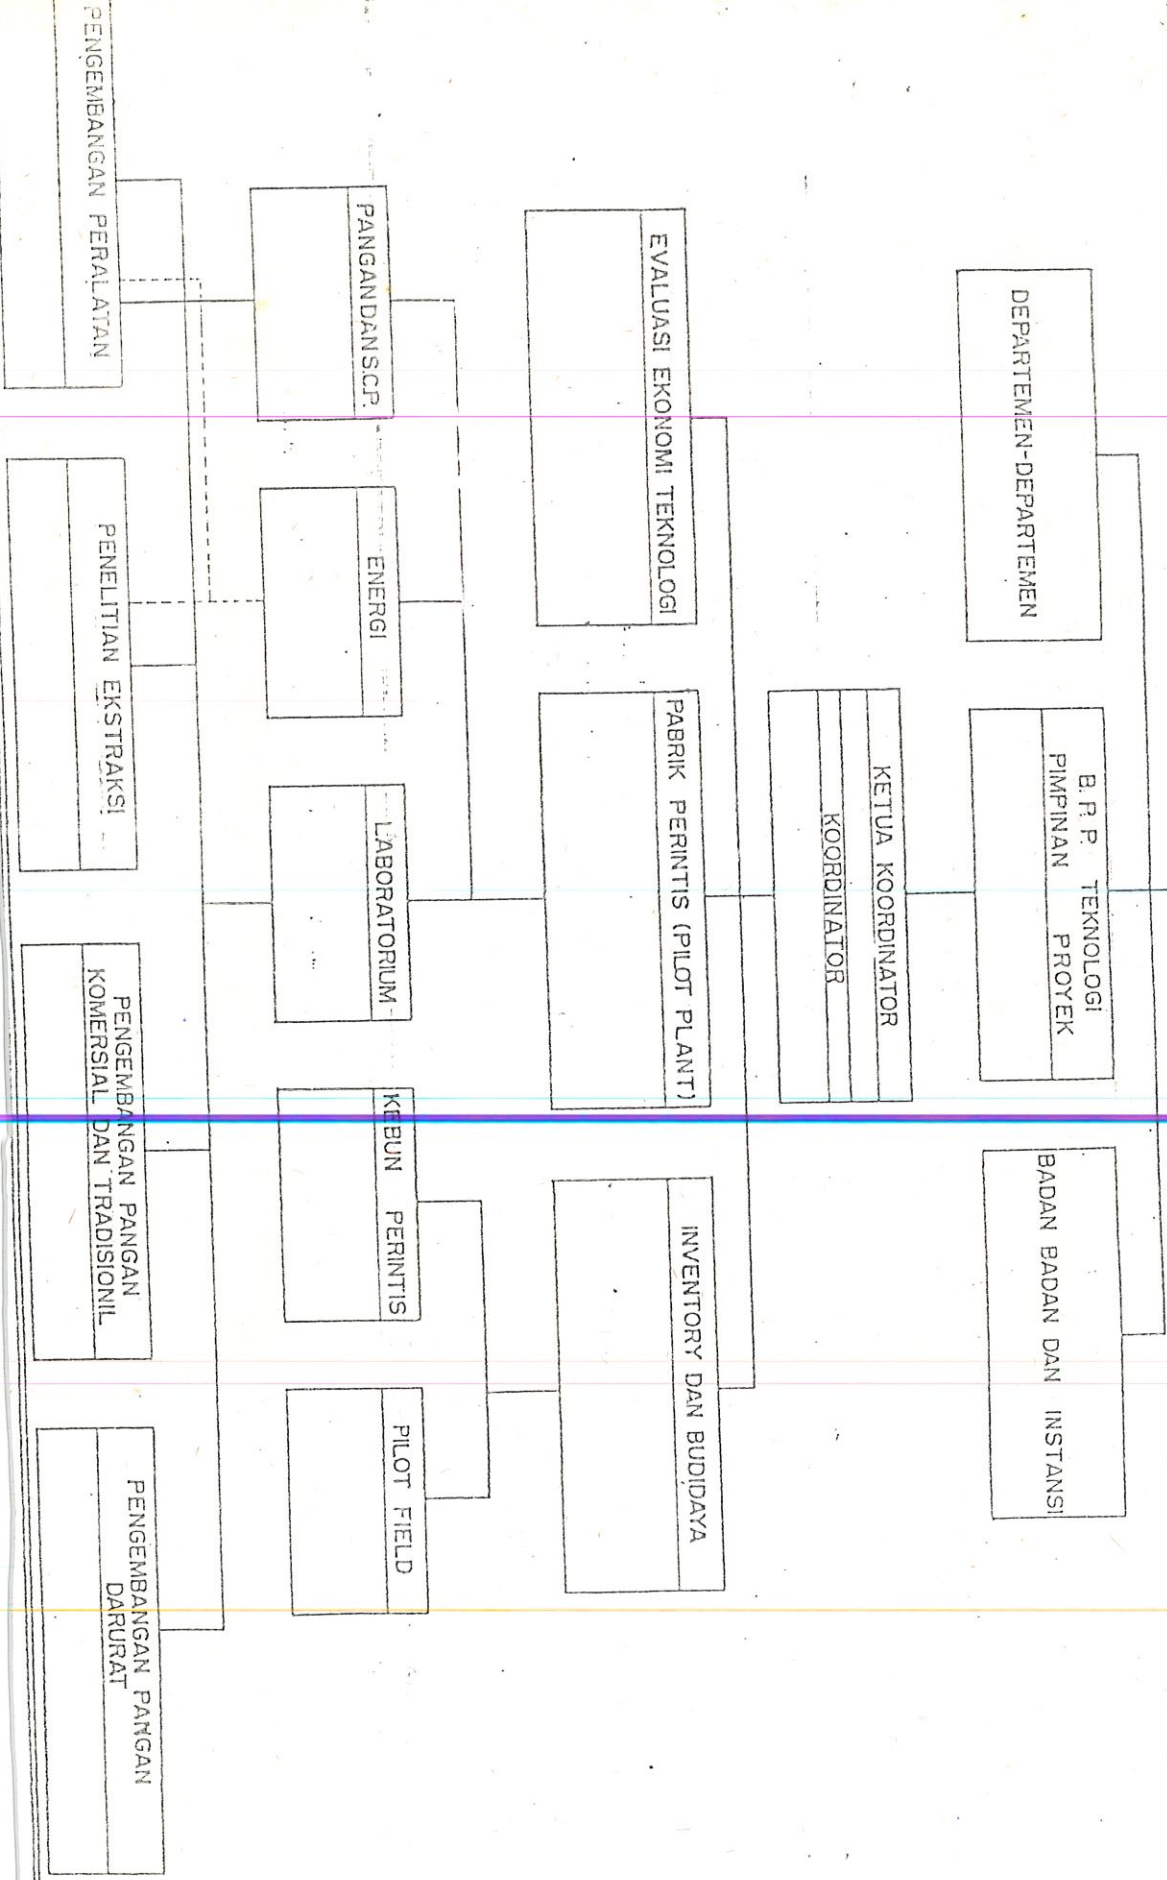 DEPARTEMEN-DEPARTEMEN
B. P. P. TEKNOLOGI
PIMPINAN PROYEK
BADAN BADAN DAN INSTANSI
KETUA KOORDINATOR
KOORDINATOR
EVALUASI EKONOMI TEKNOLOGI
PABRIK PERINTIS (PILOT PLANT)
INVENTORY DAN BUDIDAYA
PANGAN DAN S.C.P.
ENERGI
LABORATORIUM
KEBUN PERINTIS
PILOT FIELD
PENGEMBANGAN PERALATAN
PENELITIAN EKSTRAKSI
PENGEMBANGAN PANGAN
KOMERSIAL DAN TRADISIONIL
PENGEMBANGAN PANGAN
DARURAT